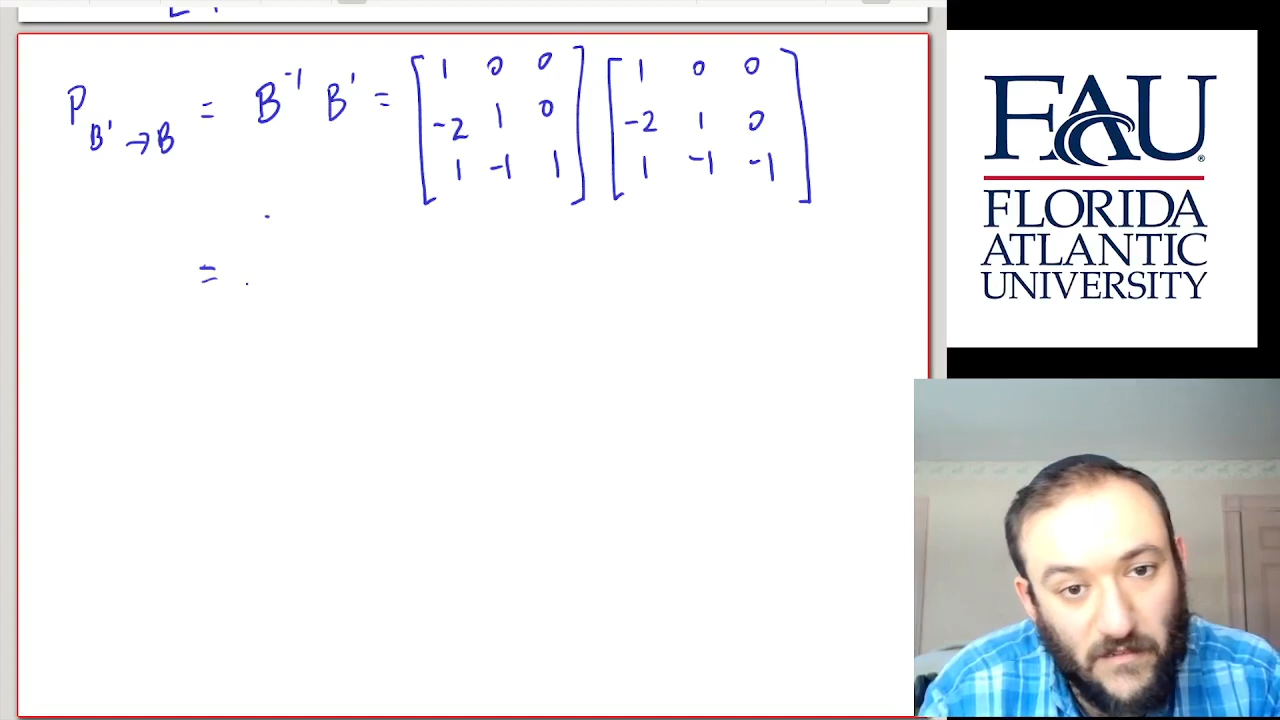 P B'→B = B⁻¹ B' = [ 1 0 0 ] [ 1 0 0 ]
[ -2 1 0 ] [ -2 1 0 ]
[ 1 -1 1 ] [ 1 -1 -1 ]
=
FAU
FLORIDA
ATLANTIC
UNIVERSITY